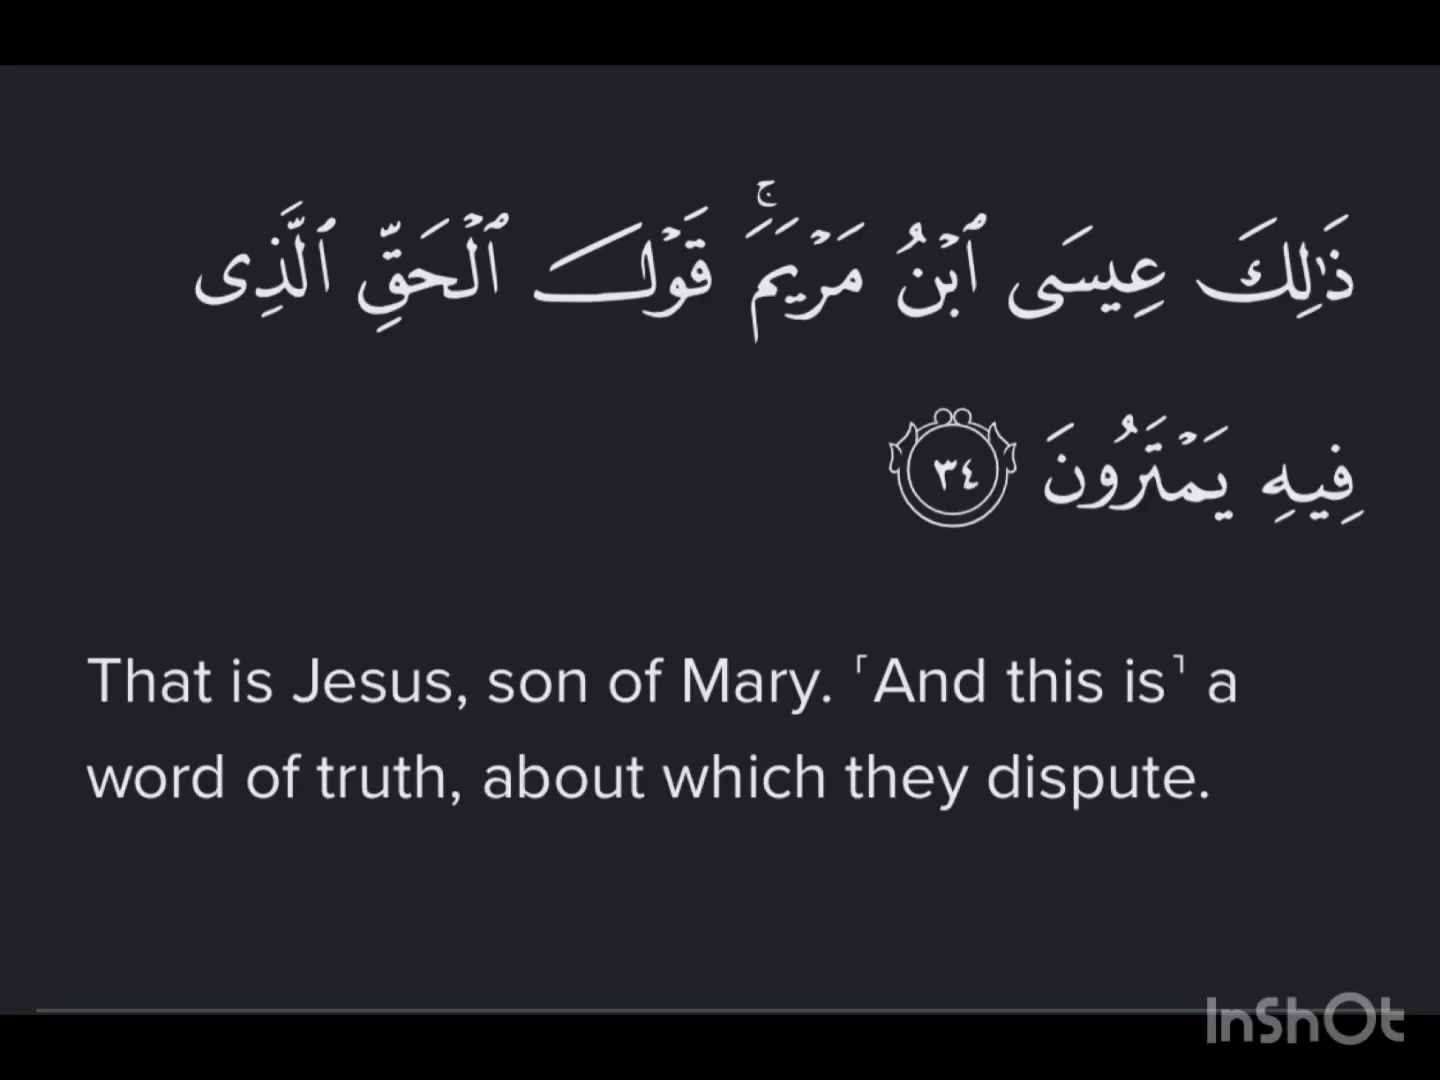 ذَٰلِكَ عِيسَى ٱبْنُ مَرْيَمَ ۚ قَوْلَ ٱلْحَقِّ ٱلَّذِى
فِيهِ يَمْتَرُونَ ٣٤
That is Jesus, son of Mary. ˹And this is˺ a
word of truth, about which they dispute.
InShOt